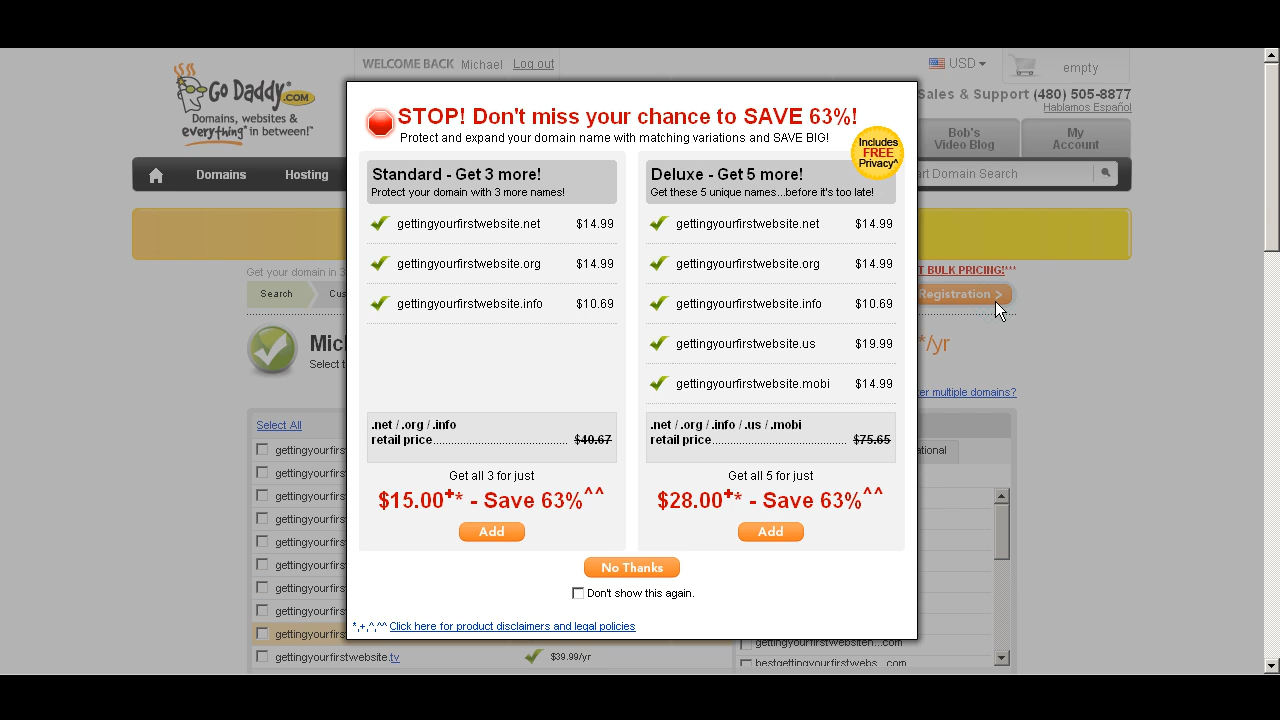 WELCOME BACK Michael Log out
USD
empty
Go Daddy.COM
Domains, websites &
everything* in between!™
Sales & Support (480) 505-8877
Hablamos Español
Bob's
Video Blog
My
Account
Domains
Hosting
Domain Search
STOP! Don't miss your chance to SAVE 63%!
Protect and expand your domain name with matching variations and SAVE BIG!
Includes
FREE
Privacy^
Standard - Get 3 more!
Protect your domain with 3 more names!
gettingyourfirstwebsite.net $14.99
gettingyourfirstwebsite.org $14.99
gettingyourfirstwebsite.info $10.69
.net / .org / .info
retail price $40.67
Get all 3 for just
$15.00+* - Save 63%^^
Add
Deluxe - Get 5 more!
Get these 5 unique names...before it's too late!
gettingyourfirstwebsite.net $14.99
gettingyourfirstwebsite.org $14.99
gettingyourfirstwebsite.info $10.69
gettingyourfirstwebsite.us $19.99
gettingyourfirstwebsite.mobi $14.99
.net / .org / .info / .us / .mobi
retail price $75.65
Get all 5 for just
$28.00+* - Save 63%^^
Add
No Thanks
Don't show this again.
*,+,^,^^ Click here for product disclaimers and legal policies
Get your domain in 3
Search
BULK PRICING!***
Registration >
*/yr
multiple domains?
Select All
gettingyourfirstwebsite.tv $39.99/yr
gettingyourfirstwebsiten...com
bestgettingyourfirstwebs...com